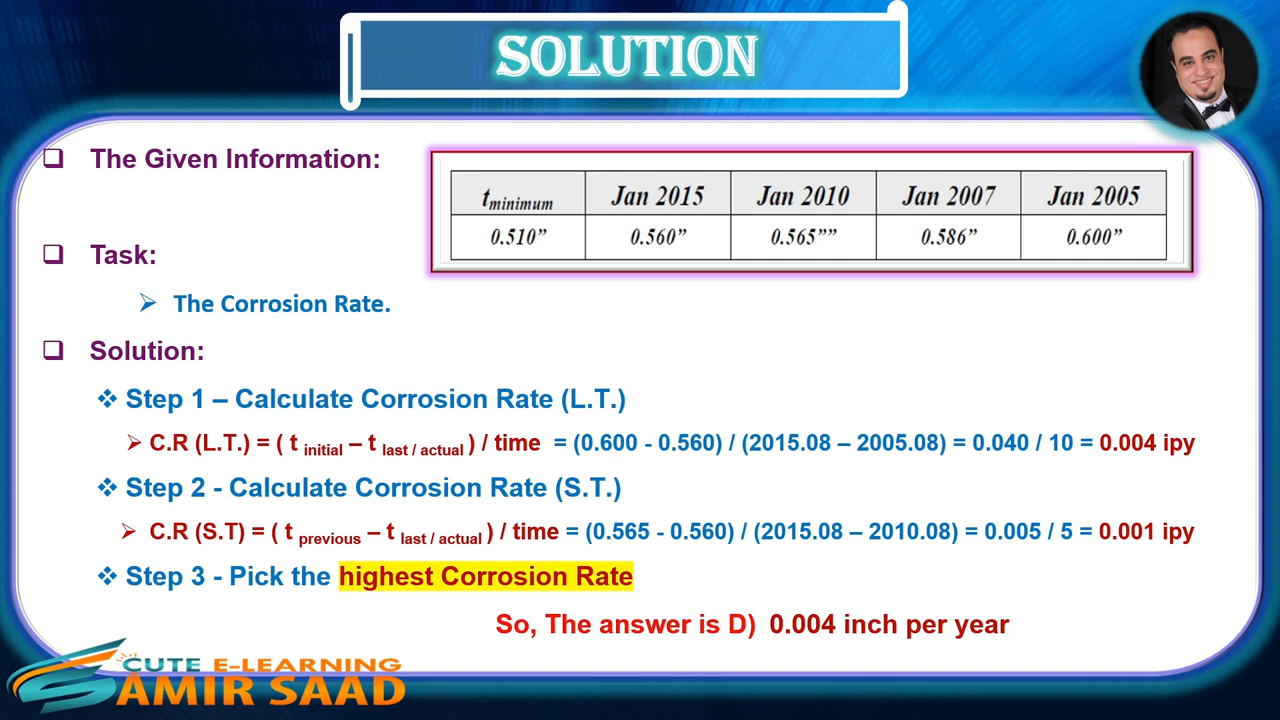 SOLUTION
❑ The Given Information:
t minimum | Jan 2015 | Jan 2010 | Jan 2007 | Jan 2005
0.510” | 0.560” | 0.565”” | 0.586” | 0.600”
❑ Task:
➢ The Corrosion Rate.
❑ Solution:
❖ Step 1 – Calculate Corrosion Rate (L.T.)
➢ C.R (L.T.) = ( t initial – t last / actual ) / time = (0.600 - 0.560) / (2015.08 – 2005.08) = 0.040 / 10 = 0.004 ipy
❖ Step 2 - Calculate Corrosion Rate (S.T.)
➢ C.R (S.T) = ( t previous – t last / actual ) / time = (0.565 - 0.560) / (2015.08 – 2010.08) = 0.005 / 5 = 0.001 ipy
❖ Step 3 - Pick the highest Corrosion Rate
So, The answer is D) 0.004 inch per year
CUTE E-LEARNING
AMIR SAAD